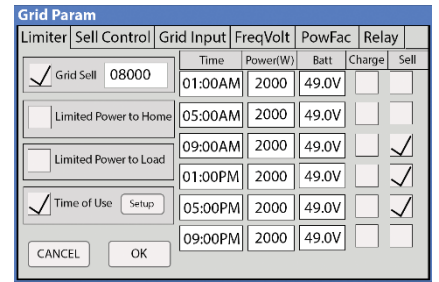 Grid Param
Limiter Sell Control Grid Input FreqVolt PowFac Relay
Time Power(W) Batt Charge Sell
Grid Sell 08000
01:00AM 2000 49.0V
Limited Power to Home
05:00AM 2000 49.0V
09:00AM 2000 49.0V
Limited Power to Load
01:00PM 2000 49.0V
Time of Use Setup
05:00PM 2000 49.0V
09:00PM 2000 49.0V
CANCEL OK